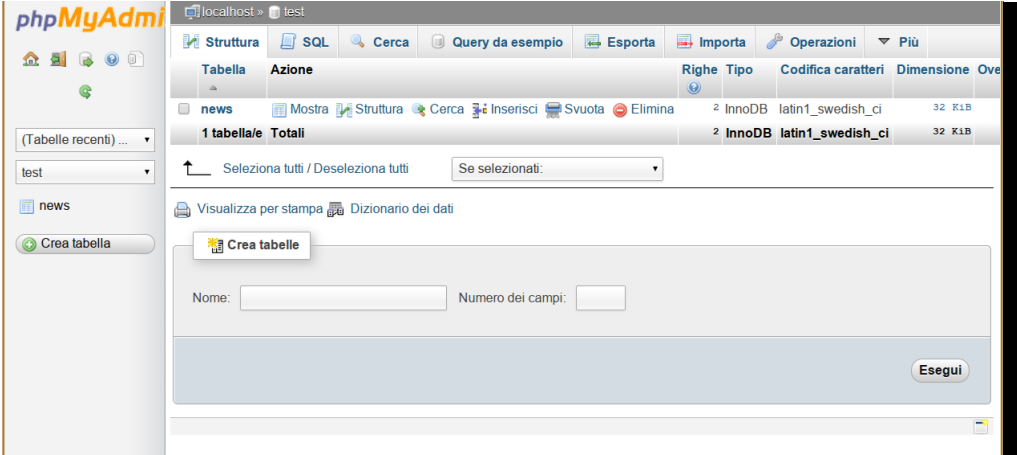 phpMyAdmi
localhost » test
Struttura SQL Cerca Query da esempio Esporta Importa Operazioni Più
Tabella Azione Righe Tipo Codifica caratteri Dimensione Ove
news Mostra Struttura Cerca Inserisci Svuota Elimina 2 InnoDB latin1_swedish_ci 32 KiB
1 tabella/e Totali 2 InnoDB latin1_swedish_ci 32 KiB
(Tabelle recenti) ...
test
news
Crea tabella
Seleziona tutti / Deseleziona tutti Se selezionati:
Visualizza per stampa Dizionario dei dati
Crea tabelle
Nome: Numero dei campi:
Esegui